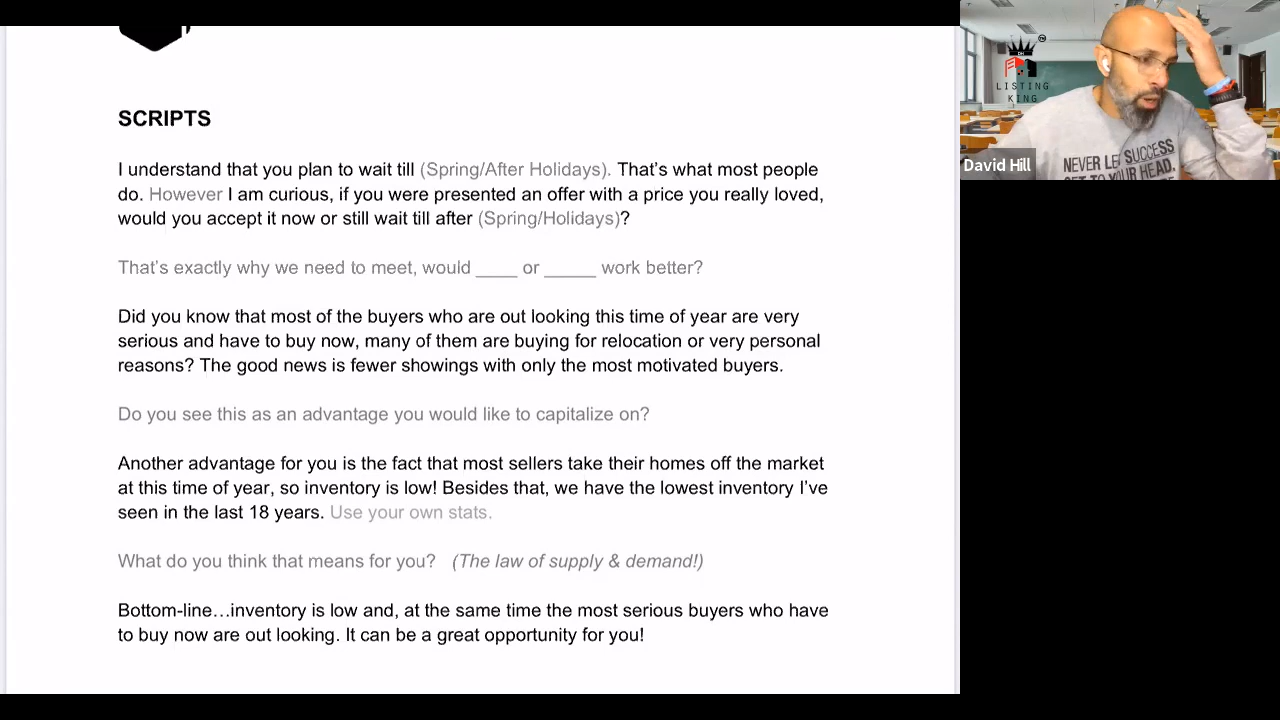 SCRIPTS
I understand that you plan to wait till (Spring/After Holidays). That's what most people
do. However I am curious, if you were presented an offer with a price you really loved,
would you accept it now or still wait till after (Spring/Holidays)?
That's exactly why we need to meet, would ____ or _____ work better?
Did you know that most of the buyers who are out looking this time of year are very
serious and have to buy now, many of them are buying for relocation or very personal
reasons? The good news is fewer showings with only the most motivated buyers.
Do you see this as an advantage you would like to capitalize on?
Another advantage for you is the fact that most sellers take their homes off the market
at this time of year, so inventory is low! Besides that, we have the lowest inventory I've
seen in the last 18 years. Use your own stats.
What do you think that means for you? (The law of supply & demand!)
Bottom-line…inventory is low and, at the same time the most serious buyers who have
to buy now are out looking. It can be a great opportunity for you!
LISTING
KING
David Hill
NEVER LET SUCCESS
GET TO YOUR HEAD.